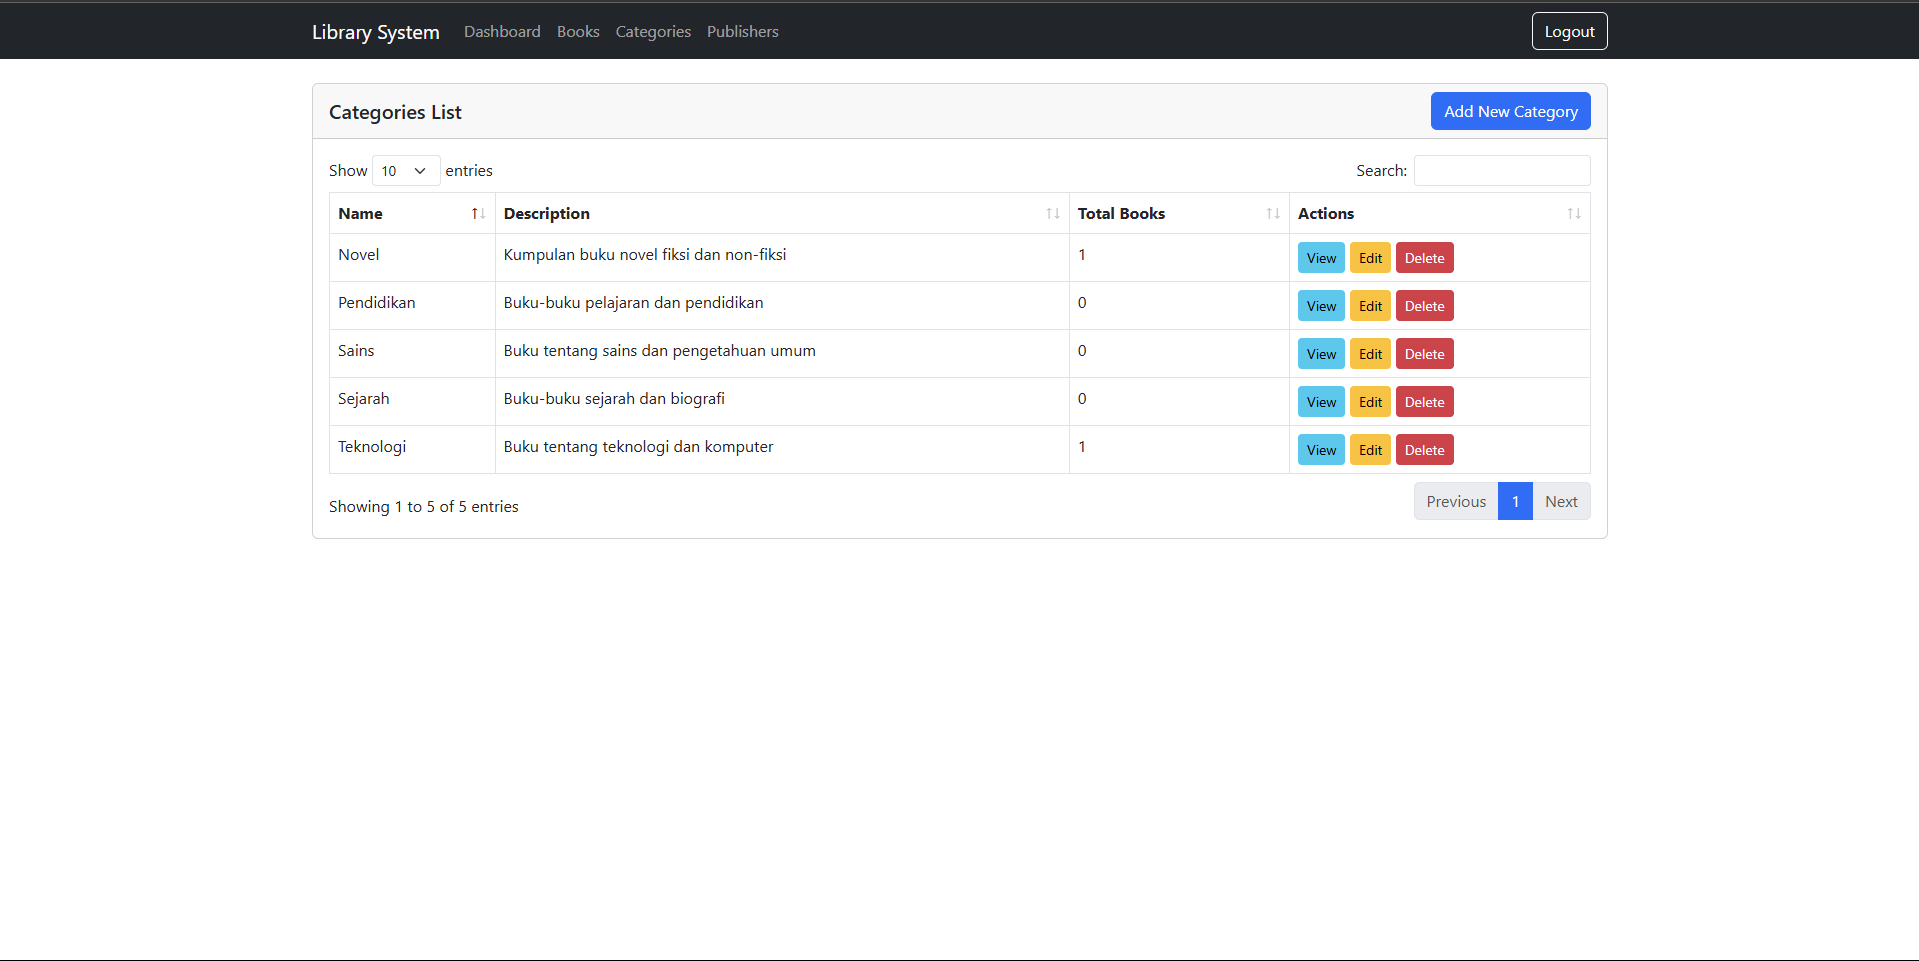 Library System Dashboard Books Categories Publishers Logout
Categories List Add New Category
Show 10 entries Search:
Name Description Total Books Actions
Novel Kumpulan buku novel fiksi dan non-fiksi 1 View Edit Delete
Pendidikan Buku-buku pelajaran dan pendidikan 0 View Edit Delete
Sains Buku tentang sains dan pengetahuan umum 0 View Edit Delete
Sejarah Buku-buku sejarah dan biografi 0 View Edit Delete
Teknologi Buku tentang teknologi dan komputer 1 View Edit Delete
Showing 1 to 5 of 5 entries Previous 1 Next